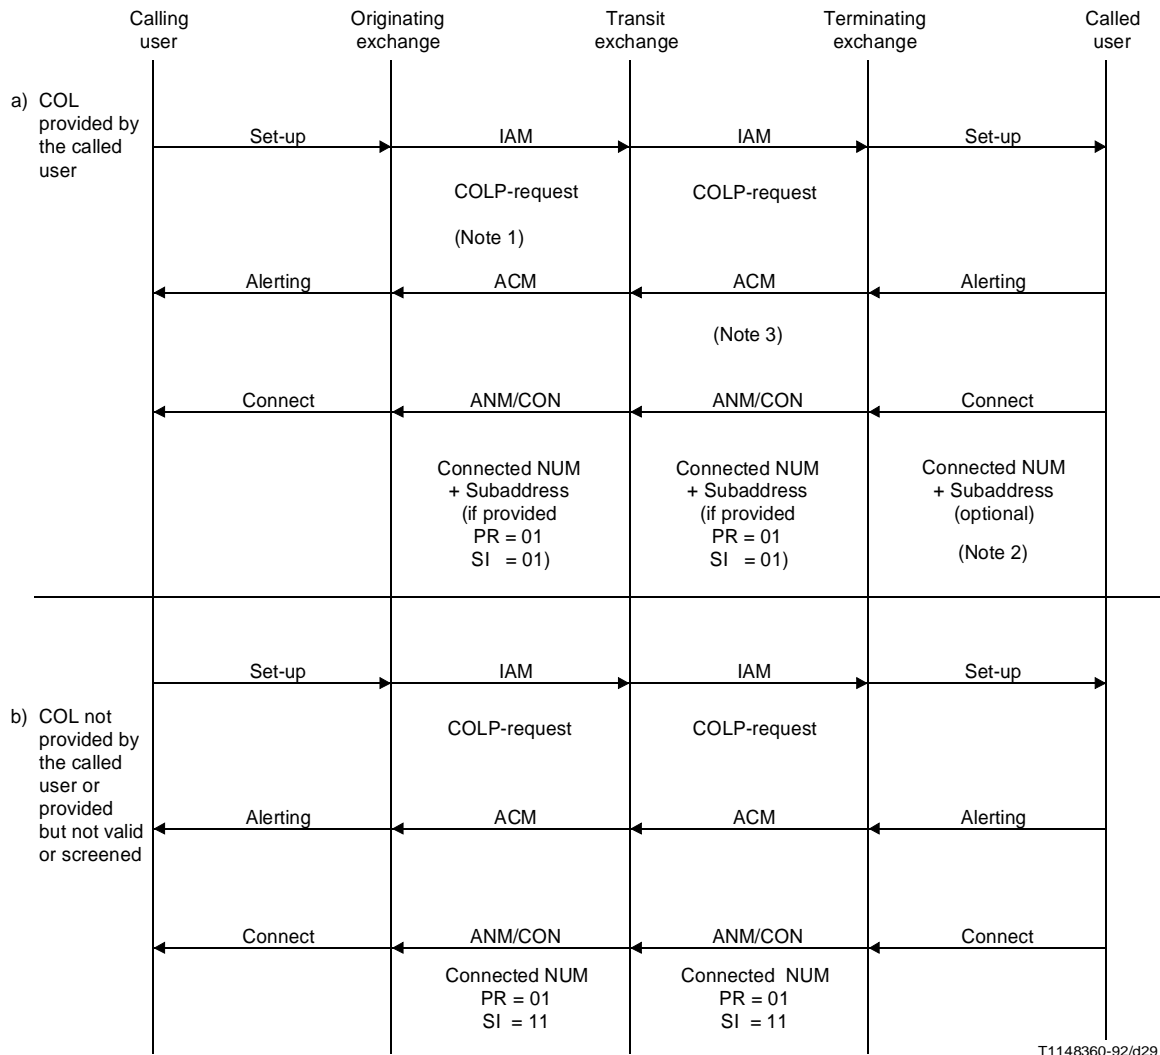 Calling
user
Originating
exchange
Transit
exchange
Terminating
exchange
Called
user
a) COL
provided by
the called
user
Set-up
IAM
IAM
Set-up
COLP-request
COLP-request
(Note 1)
Alerting
ACM
ACM
Alerting
(Note 3)
Connect
ANM/CON
ANM/CON
Connect
Connected NUM
+ Subaddress
(if provided
PR = 01
SI = 01)
Connected NUM
+ Subaddress
(if provided
PR = 01
SI = 01)
Connected NUM
+ Subaddress
(optional)
(Note 2)
Set-up
IAM
IAM
Set-up
b) COL not
provided by
the called
user or
provided
but not valid
or screened
COLP-request
COLP-request
Alerting
ACM
ACM
Alerting
Connect
ANM/CON
ANM/CON
Connect
Connected NUM
PR = 01
SI = 11
Connected NUM
PR = 01
SI = 11
T1148360-92/d29